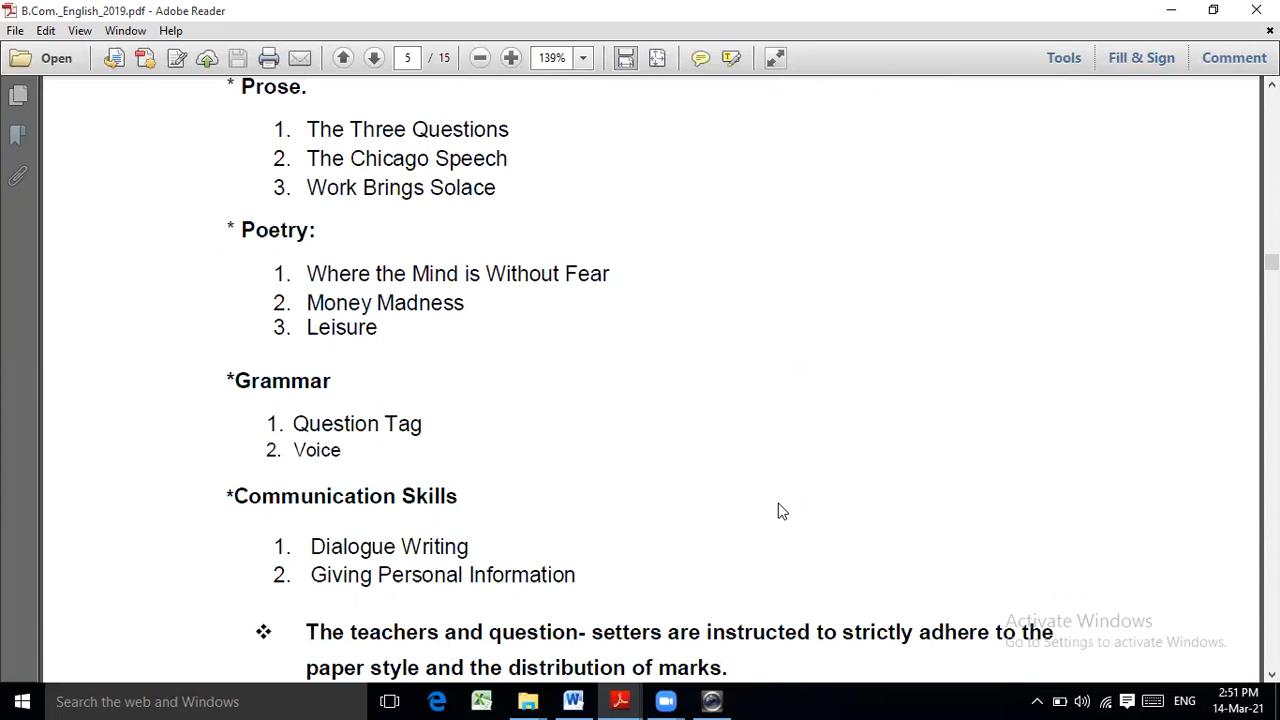 B.Com._English_2019.pdf - Adobe Reader
File Edit View Window Help
Open 5 / 15 139% Tools Fill & Sign Comment
* Prose.
1. The Three Questions
2. The Chicago Speech
3. Work Brings Solace
* Poetry:
1. Where the Mind is Without Fear
2. Money Madness
3. Leisure
*Grammar
1. Question Tag
2. Voice
*Communication Skills
1. Dialogue Writing
2. Giving Personal Information
❖ The teachers and question- setters are instructed to strictly adhere to the
paper style and the distribution of marks.
Activate Windows
Go to Settings to activate Windows.
Search the web and Windows
ENG
2:51 PM
14-Mar-21